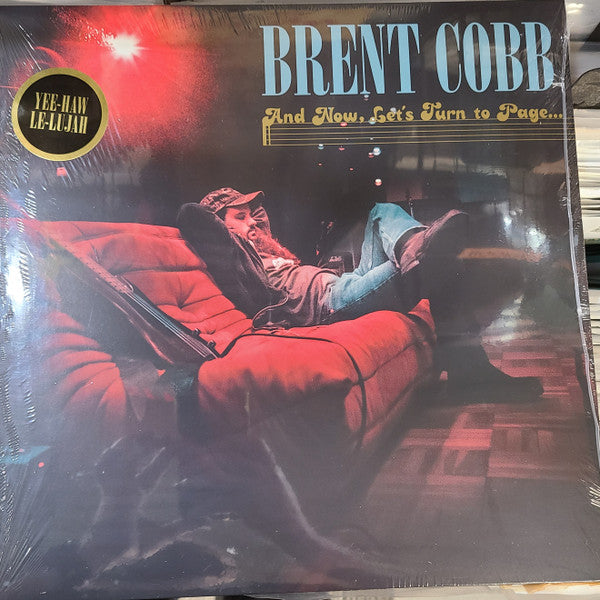 BRENT COBB
And Now, Let's Turn to Page...
YEE-HAW
LE-LUJAH